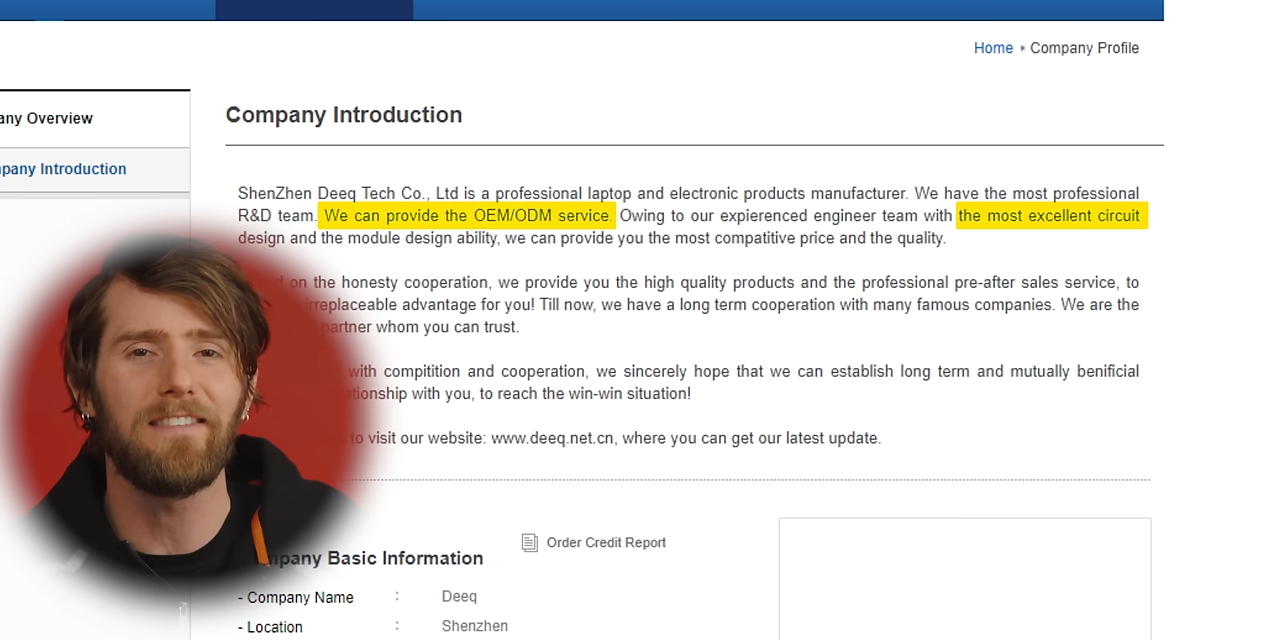 Home ▸ Company Profile
any Overview
Company Introduction
pany Introduction
ShenZhen Deeq Tech Co., Ltd is a professional laptop and electronic products manufacturer. We have the most professional
R&D team. We can provide the OEM/ODM service. Owing to our expierenced engineer team with the most excellent circuit
design and the module design ability, we can provide you the most compatitive price and the quality.
on the honesty cooperation, we provide you the high quality products and the professional pre-after sales service, to
irreplaceable advantage for you! Till now, we have a long term cooperation with many famous companies. We are the
partner whom you can trust.
with compitition and cooperation, we sincerely hope that we can establish long term and mutually benificial
ationship with you, to reach the win-win situation!
to visit our website: www.deeq.net.cn, where you can get our latest update.
Order Credit Report
mpany Basic Information
- Company Name : Deeq
- Location : Shenzhen